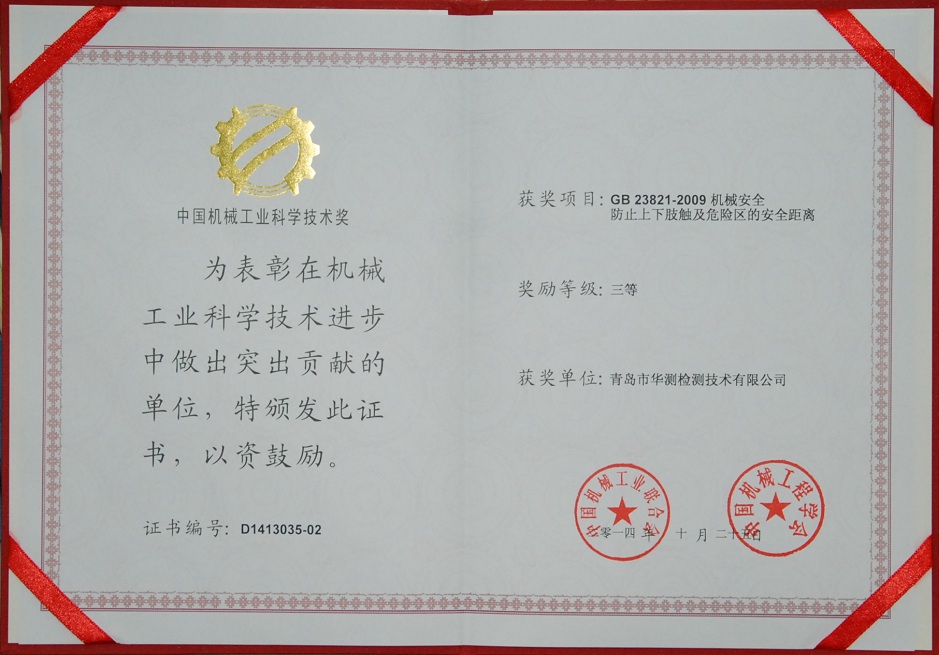 中国机械工业科学技术奖
为表彰在机械
工业科学技术进步
中做出突出贡献的
单位，特颁发此证
书，以资鼓励。
证书编号: D1413035-02
获奖项目: GB 23821-2009 机械安全
防止上下肢触及危险区的安全距离
奖励等级: 三等
获奖单位: 青岛市华测检测技术有限公司
中国机械工业联合会
中国机械工程学会
二零一四 年 十 月 二十五日